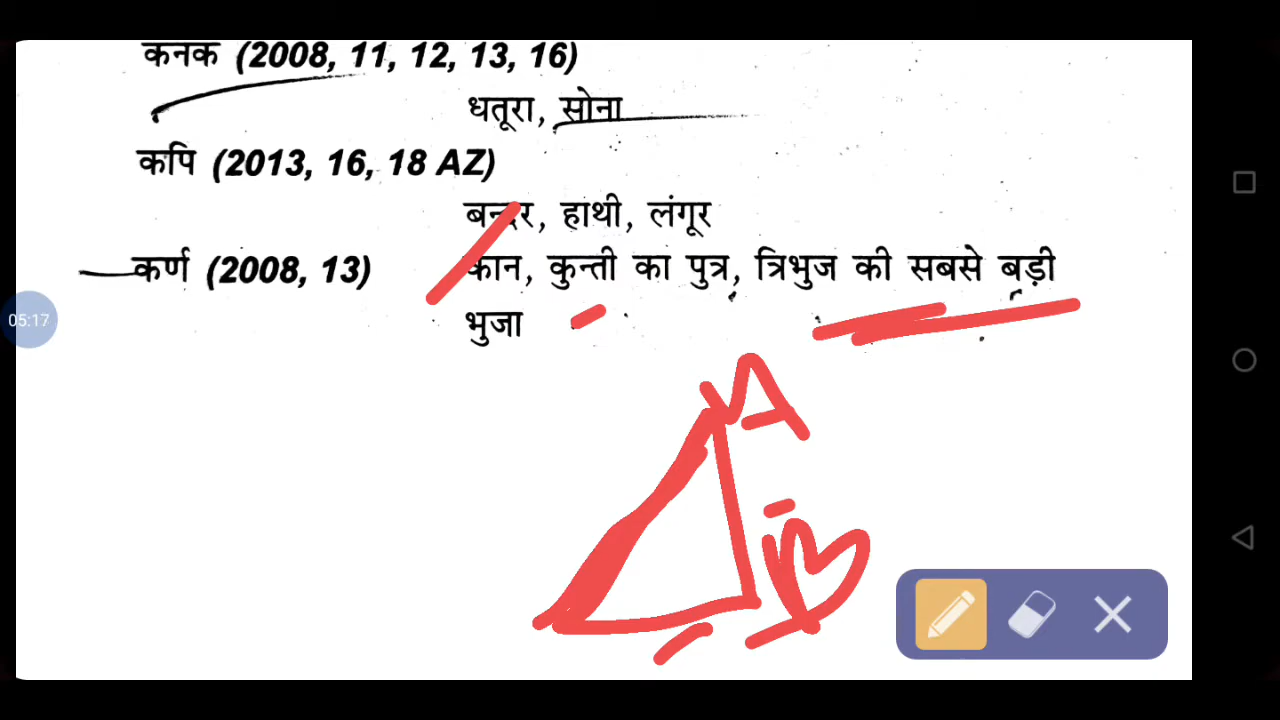 कनक (2008, 11, 12, 13, 16)
धतूरा, सोना
कपि (2013, 16, 18 AZ)
बन्दर, हाथी, लंगूर
कर्ण (2008, 13) कान, कुन्ती का पुत्र, त्रिभुज की सबसे बड़ी
भुजा
05:17
A
B